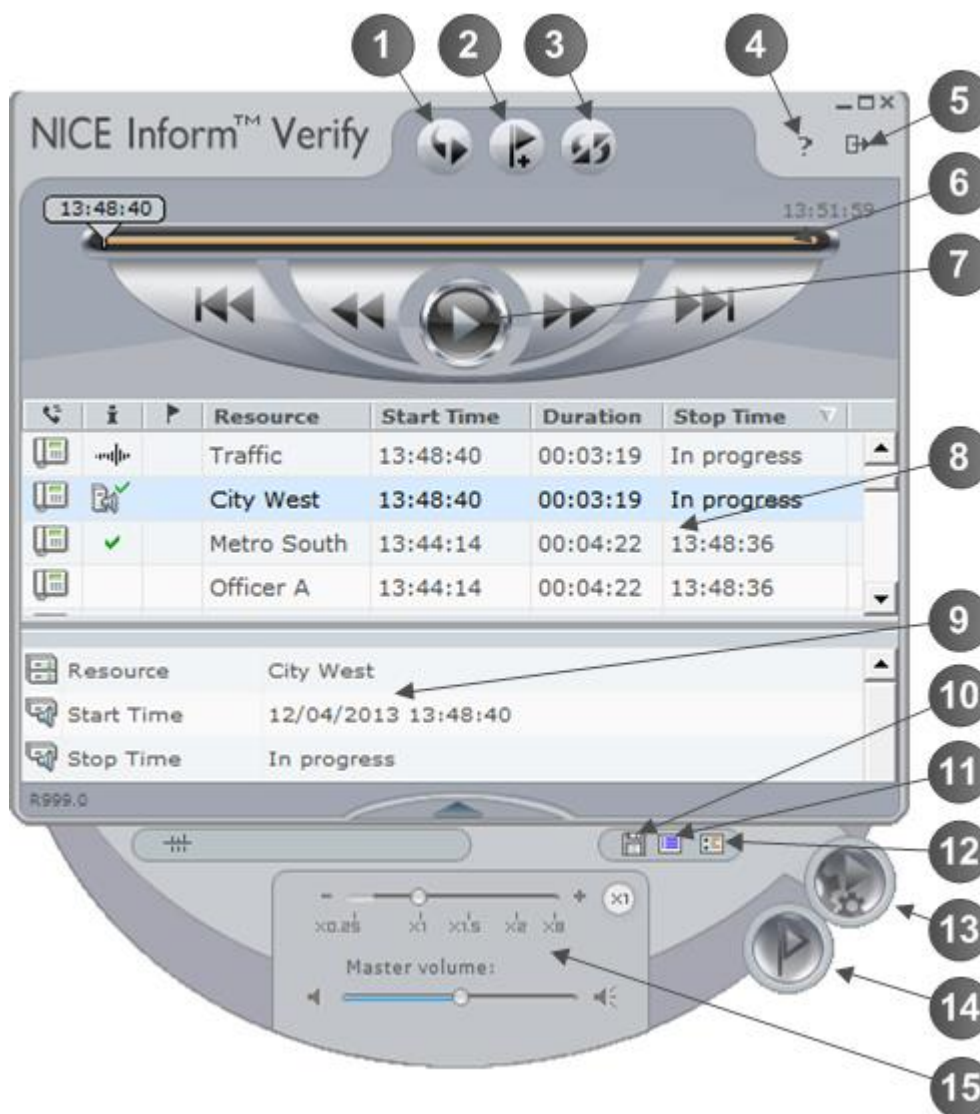 1 2 3 4 5
NICE Inform™ Verify
?
6
13:48:40 13:51:59
7
Resource Start Time Duration Stop Time
Traffic 13:48:40 00:03:19 In progress
8
City West 13:48:40 00:03:19 In progress
Metro South 13:44:14 00:04:22 13:48:36
Officer A 13:44:14 00:04:22 13:48:36
9
Resource City West
10
Start Time 12/04/2013 13:48:40
Stop Time In progress
11
R999.0
12
- + X1
13
X0.25 X1 X1.5 X2 X8
Master volume:
14
15